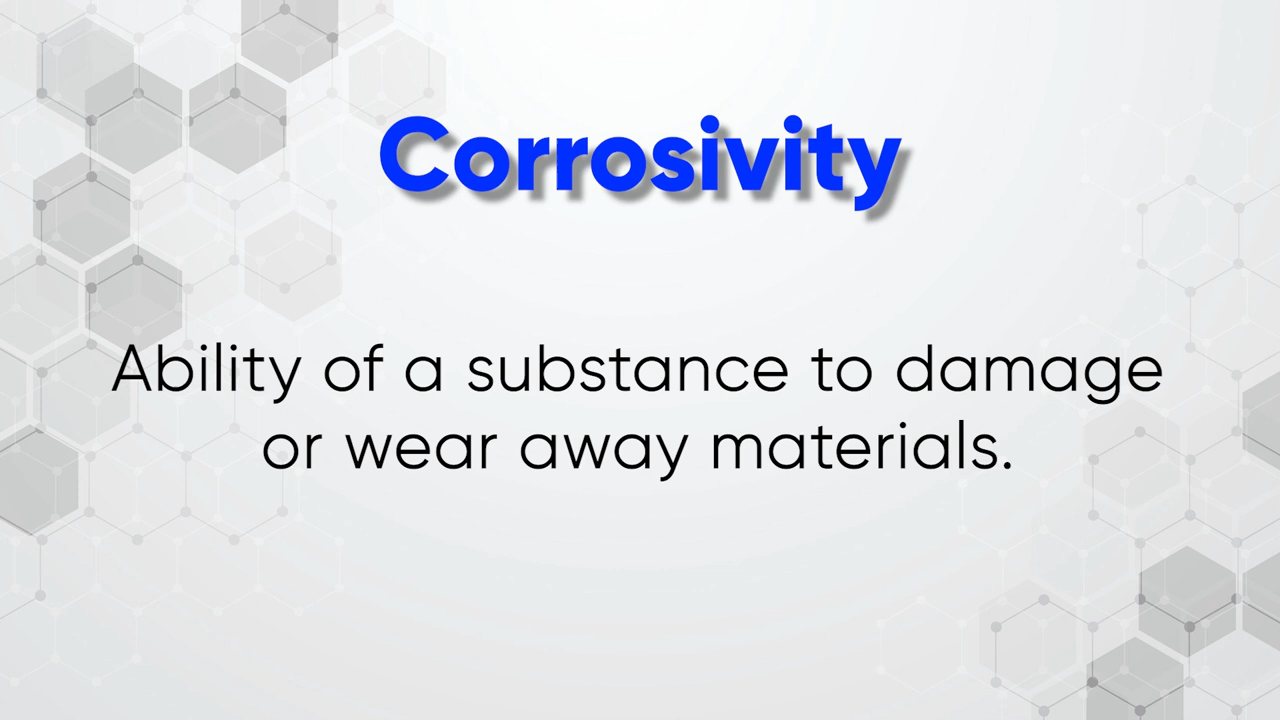 Corrosivity
Ability of a substance to damage
or wear away materials.